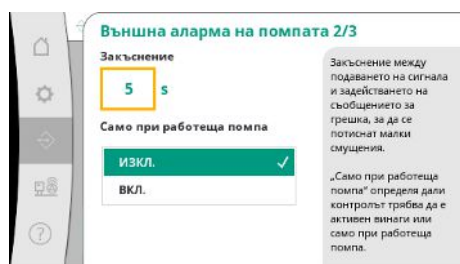 Външна аларма на помпата 2/3
Закъснение
5 s
Само при работеща помпа
ИЗКЛ.
ВКЛ.
Закъснение между
подаването на сигнала
и задействането на
съобщението за
грешка, за да се
потиснат малки
смущения.
„Само при работеща
помпа“ определя дали
контролът трябва да е
активен винаги или
само при работеща
помпа.